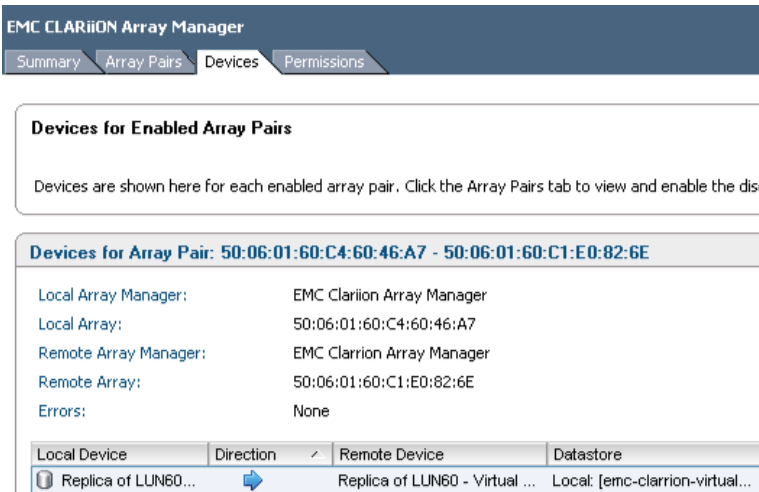 EMC CLARiiON Array Manager
Summary Array Pairs Devices Permissions
Devices for Enabled Array Pairs
Devices are shown here for each enabled array pair. Click the Array Pairs tab to view and enable the dis
Devices for Array Pair: 50:06:01:60:C4:60:46:A7 - 50:06:01:60:C1:E0:82:6E
Local Array Manager: EMC Clariion Array Manager
Local Array: 50:06:01:60:C4:60:46:A7
Remote Array Manager: EMC Clarrion Array Manager
Remote Array: 50:06:01:60:C1:E0:82:6E
Errors: None
Local Device Direction Remote Device Datastore
Replica of LUN60... Replica of LUN60 - Virtual ... Local: [emc-clarrion-virtual...